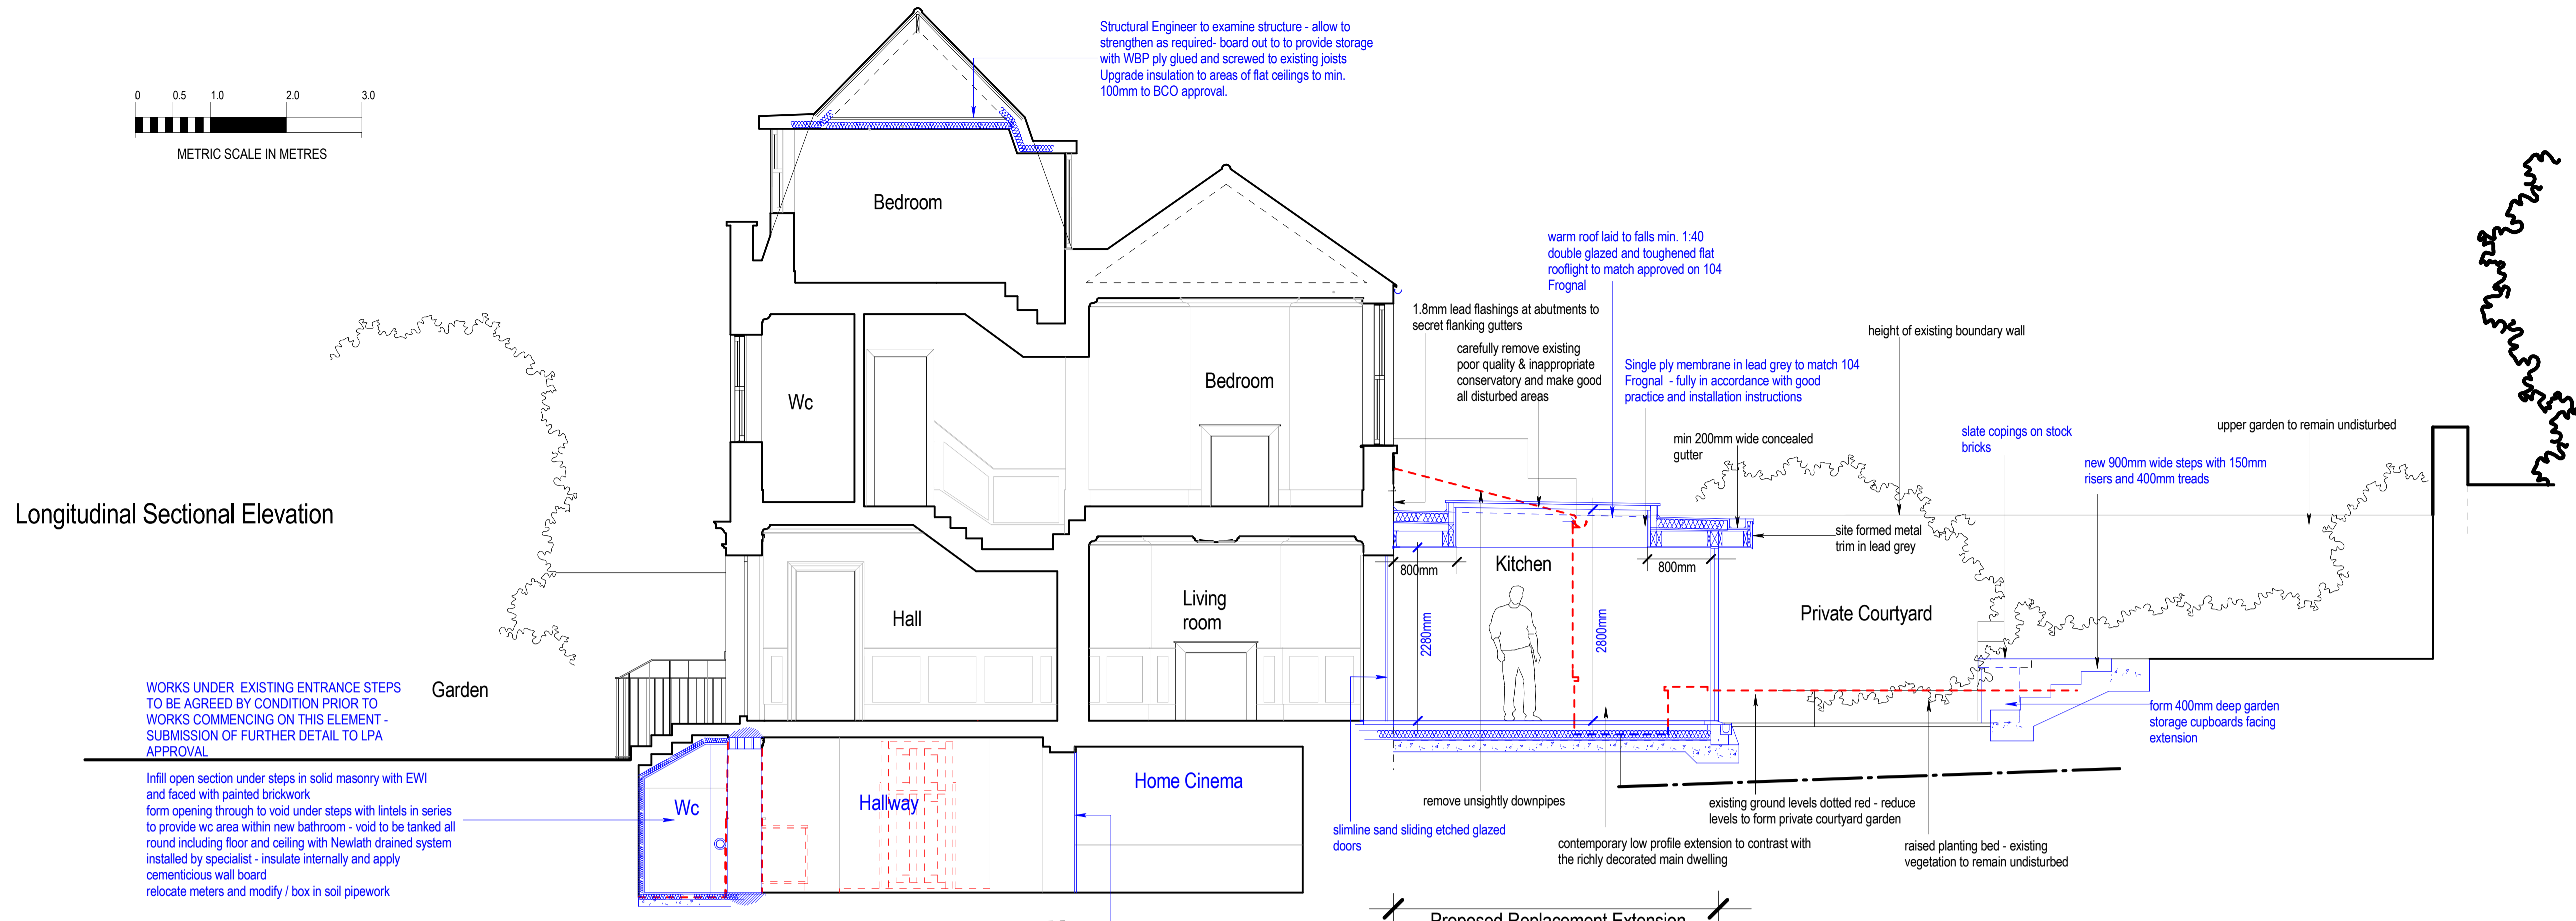 Structural Engineer to examine structure - allow to
strengthen as required- board out to to provide storage
with WBP ply glued and screwed to existing joists
Upgrade insulation to areas of flat ceilings to min.
100mm to BCO approval.
0 0.5 1.0 2.0 3.0
METRIC SCALE IN METRES
Bedroom
warm roof laid to falls min. 1:40
double glazed and toughened flat
rooflight to match approved on 104
Frognal
1.8mm lead flashings at abutments to
secret flanking gutters
height of existing boundary wall
carefully remove existing
poor quality & inappropriate
conservatory and make good
all disturbed areas
Single ply membrane in lead grey to match 104
Frognal - fully in accordance with good
practice and installation instructions
Wc
Bedroom
min 200mm wide concealed
gutter
slate copings on stock
bricks
upper garden to remain undisturbed
new 900mm wide steps with 150mm
risers and 400mm treads
Longitudinal Sectional Elevation
site formed metal
trim in lead grey
800mm
Kitchen
800mm
Hall
Living
room
2280mm
2800mm
Private Courtyard
Garden
WORKS UNDER EXISTING ENTRANCE STEPS
TO BE AGREED BY CONDITION PRIOR TO
WORKS COMMENCING ON THIS ELEMENT -
SUBMISSION OF FURTHER DETAIL TO LPA
APPROVAL
form 400mm deep garden
storage cupboards facing
extension
Infill open section under steps in solid masonry with EWI
and faced with painted brickwork
form opening through to void under steps with lintels in series
to provide wc area within new bathroom - void to be tanked all
round including floor and ceiling with Newlath drained system
installed by specialist - insulate internally and apply
cementicious wall board
relocate meters and modify / box in soil pipework
Wc
Hallway
Home Cinema
remove unsightly downpipes
slimline sand sliding etched glazed
doors
contemporary low profile extension to contrast with
the richly decorated main dwelling
existing ground levels dotted red - reduce
levels to form private courtyard garden
raised planting bed - existing
vegetation to remain undisturbed
Proposed Replacement Extension